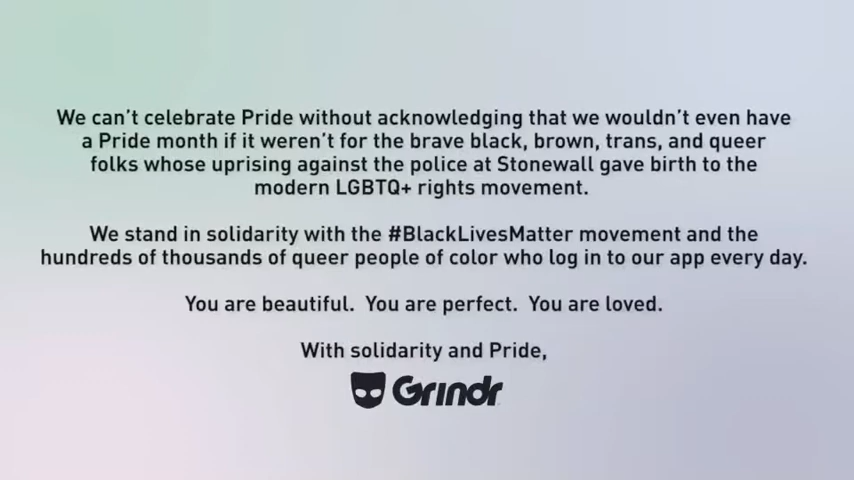 We can't celebrate Pride without acknowledging that we wouldn't even have
a Pride month if it weren't for the brave black, brown, trans, and queer
folks whose uprising against the police at Stonewall gave birth to the
modern LGBTQ+ rights movement.
We stand in solidarity with the #BlackLivesMatter movement and the
hundreds of thousands of queer people of color who log in to our app every day.
You are beautiful. You are perfect. You are loved.
With solidarity and Pride,
Grindr